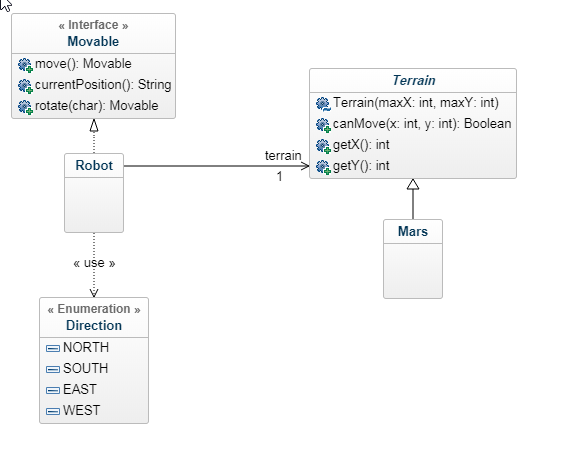 « Interface »
Movable
move(): Movable
currentPosition(): String
rotate(char): Movable
Terrain
Terrain(maxX: int, maxY: int)
canMove(x: int, y: int): Boolean
getX(): int
getY(): int
Robot
terrain
1
Mars
« use »
« Enumeration »
Direction
NORTH
SOUTH
EAST
WEST